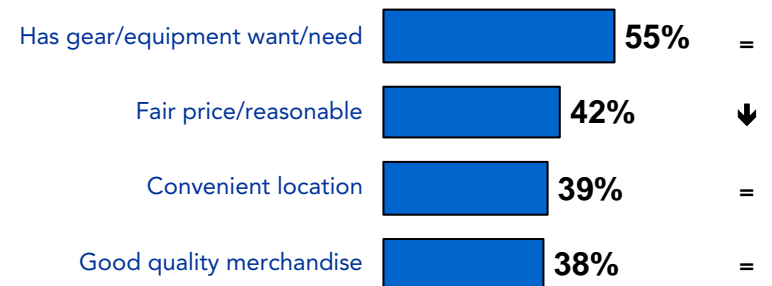 Has gear/equipment want/need 55% =
Fair price/reasonable 42% 🡻
Convenient location 39% =
Good quality merchandise 38% =